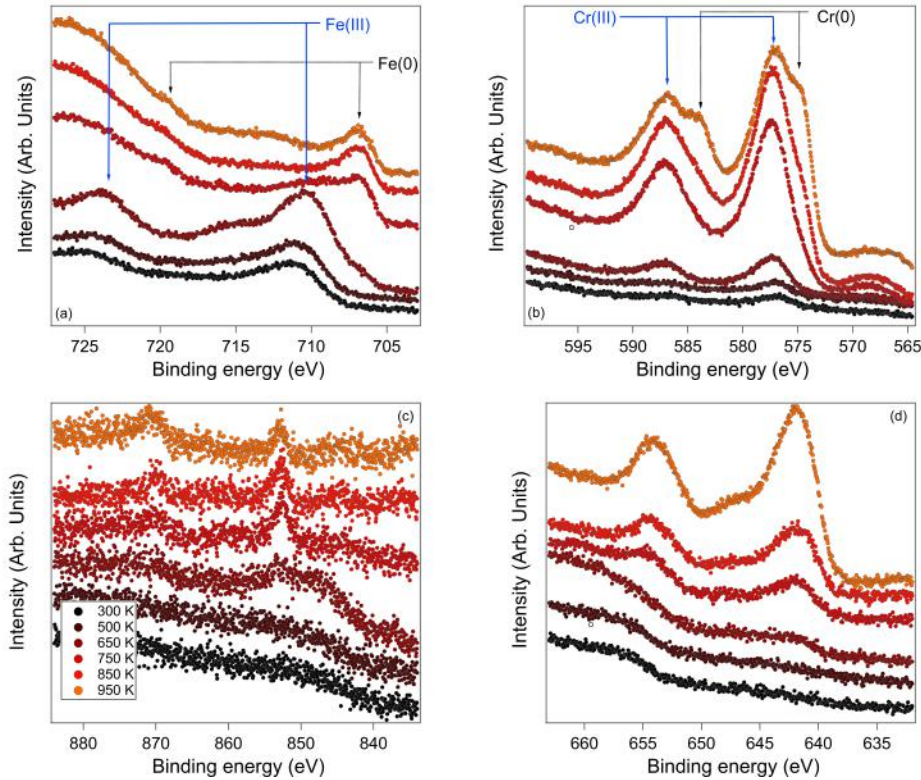 Fe(III)
Fe(0)
Intensity (Arb. Units)
(a)
725 720 715 710 705
Binding energy (eV)
Cr(III)
Cr(0)
Intensity (Arb. Units)
(b)
595 590 585 580 575 570 565
Binding energy (eV)
(c)
Intensity (Arb. Units)
300 K
500 K
650 K
750 K
850 K
950 K
880 870 860 850 840
Binding energy (eV)
(d)
Intensity (Arb. Units)
660 655 650 645 640 635
Binding energy (eV)